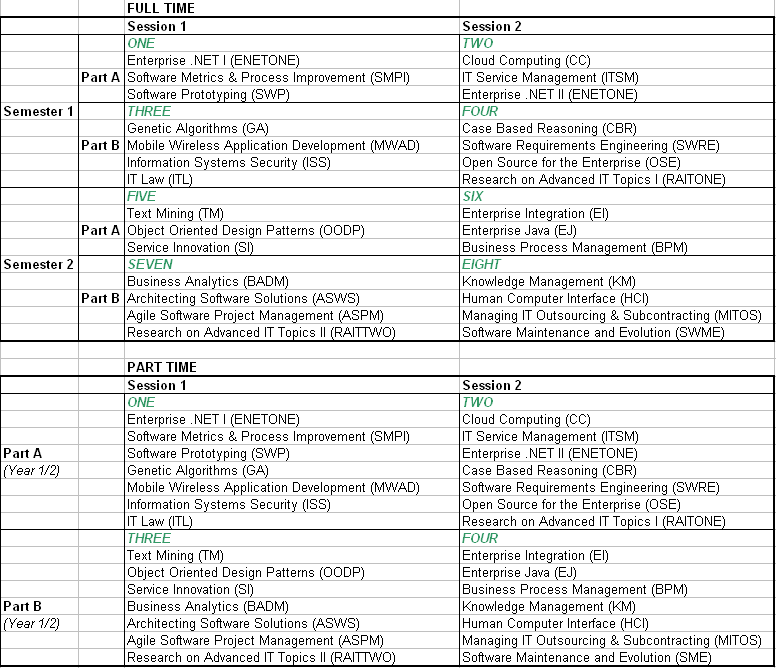 FULL TIME
Session 1 Session 2
ONE TWO
Enterprise .NET I (ENETONE) Cloud Computing (CC)
Part A Software Metrics & Process Improvement (SMPI) IT Service Management (ITSM)
Software Prototyping (SWP) Enterprise .NET II (ENETONE)
Semester 1 THREE FOUR
Genetic Algorithms (GA) Case Based Reasoning (CBR)
Part B Mobile Wireless Application Development (MWAD) Software Requirements Engineering (SWRE)
Information Systems Security (ISS) Open Source for the Enterprise (OSE)
IT Law (ITL) Research on Advanced IT Topics I (RAITONE)
FIVE SIX
Text Mining (TM) Enterprise Integration (EI)
Part A Object Oriented Design Patterns (OODP) Enterprise Java (EJ)
Service Innovation (SI) Business Process Management (BPM)
Semester 2 SEVEN EIGHT
Business Analytics (BADM) Knowledge Management (KM)
Part B Architecting Software Solutions (ASWS) Human Computer Interface (HCI)
Agile Software Project Management (ASPM) Managing IT Outsourcing & Subcontracting (MITOS)
Research on Advanced IT Topics II (RAITTWO) Software Maintenance and Evolution (SWME)
PART TIME
Session 1 Session 2
ONE TWO
Enterprise .NET I (ENETONE) Cloud Computing (CC)
Software Metrics & Process Improvement (SMPI) IT Service Management (ITSM)
Part A Software Prototyping (SWP) Enterprise .NET II (ENETONE)
(Year 1/2) Genetic Algorithms (GA) Case Based Reasoning (CBR)
Mobile Wireless Application Development (MWAD) Software Requirements Engineering (SWRE)
Information Systems Security (ISS) Open Source for the Enterprise (OSE)
IT Law (ITL) Research on Advanced IT Topics I (RAITONE)
THREE FOUR
Text Mining (TM) Enterprise Integration (EI)
Object Oriented Design Patterns (OODP) Enterprise Java (EJ)
Service Innovation (SI) Business Process Management (BPM)
Part B Business Analytics (BADM) Knowledge Management (KM)
(Year 1/2) Architecting Software Solutions (ASWS) Human Computer Interface (HCI)
Agile Software Project Management (ASPM) Managing IT Outsourcing & Subcontracting (MITOS)
Research on Advanced IT Topics II (RAITTWO) Software Maintenance and Evolution (SME)